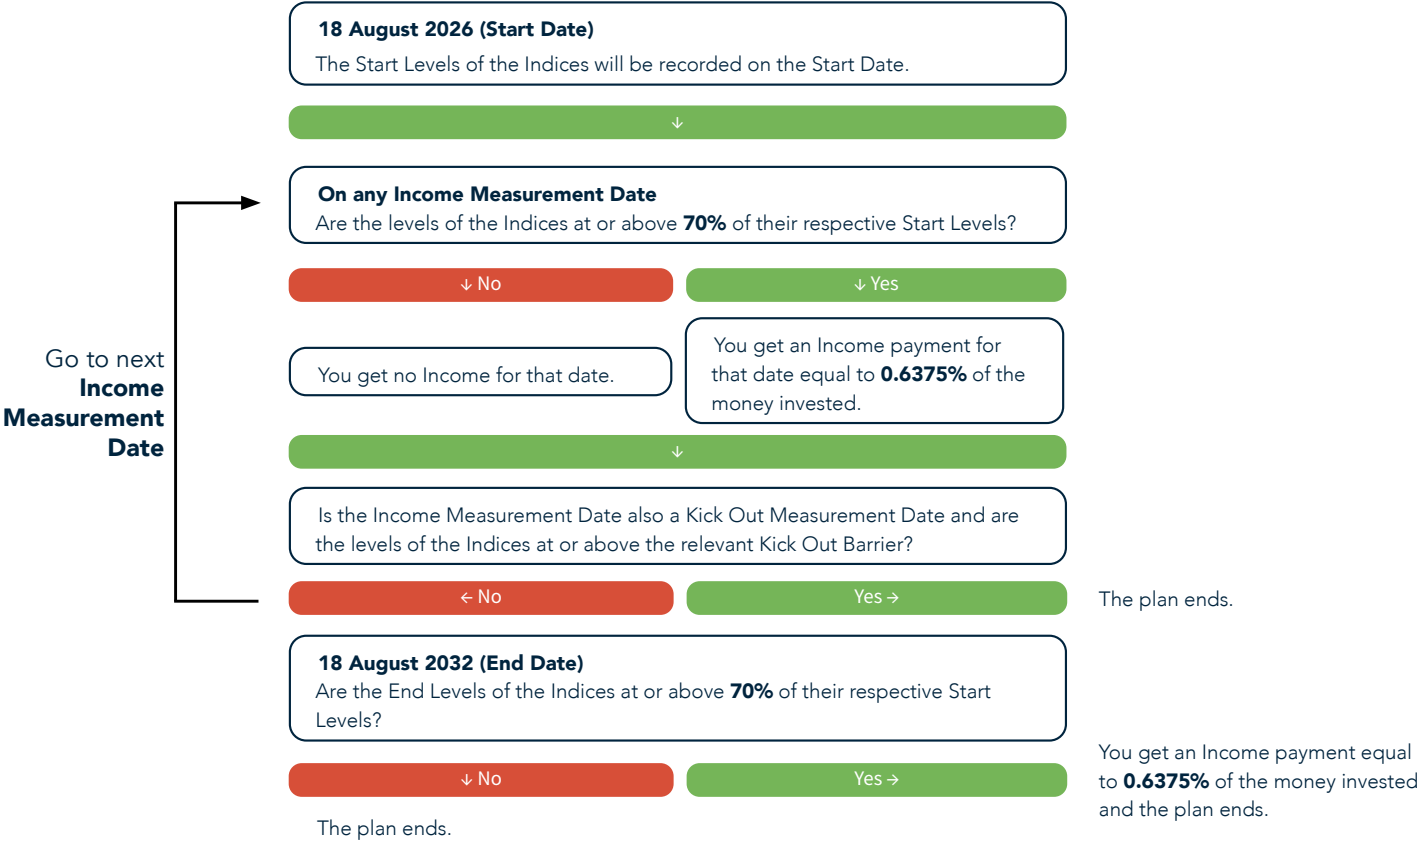 18 August 2026 (Start Date)
The Start Levels of the Indices will be recorded on the Start Date.
↓
On any Income Measurement Date
Are the levels of the Indices at or above 70% of their respective Start Levels?
↓ No
↓ Yes
Go to next
Income
Measurement
Date
You get no Income for that date.
You get an Income payment for
that date equal to 0.6375% of the
money invested.
↓
Is the Income Measurement Date also a Kick Out Measurement Date and are
the levels of the Indices at or above the relevant Kick Out Barrier?
← No
Yes →
The plan ends.
18 August 2032 (End Date)
Are the End Levels of the Indices at or above 70% of their respective Start
Levels?
↓ No
Yes →
You get an Income payment equal
to 0.6375% of the money invested
and the plan ends.
The plan ends.